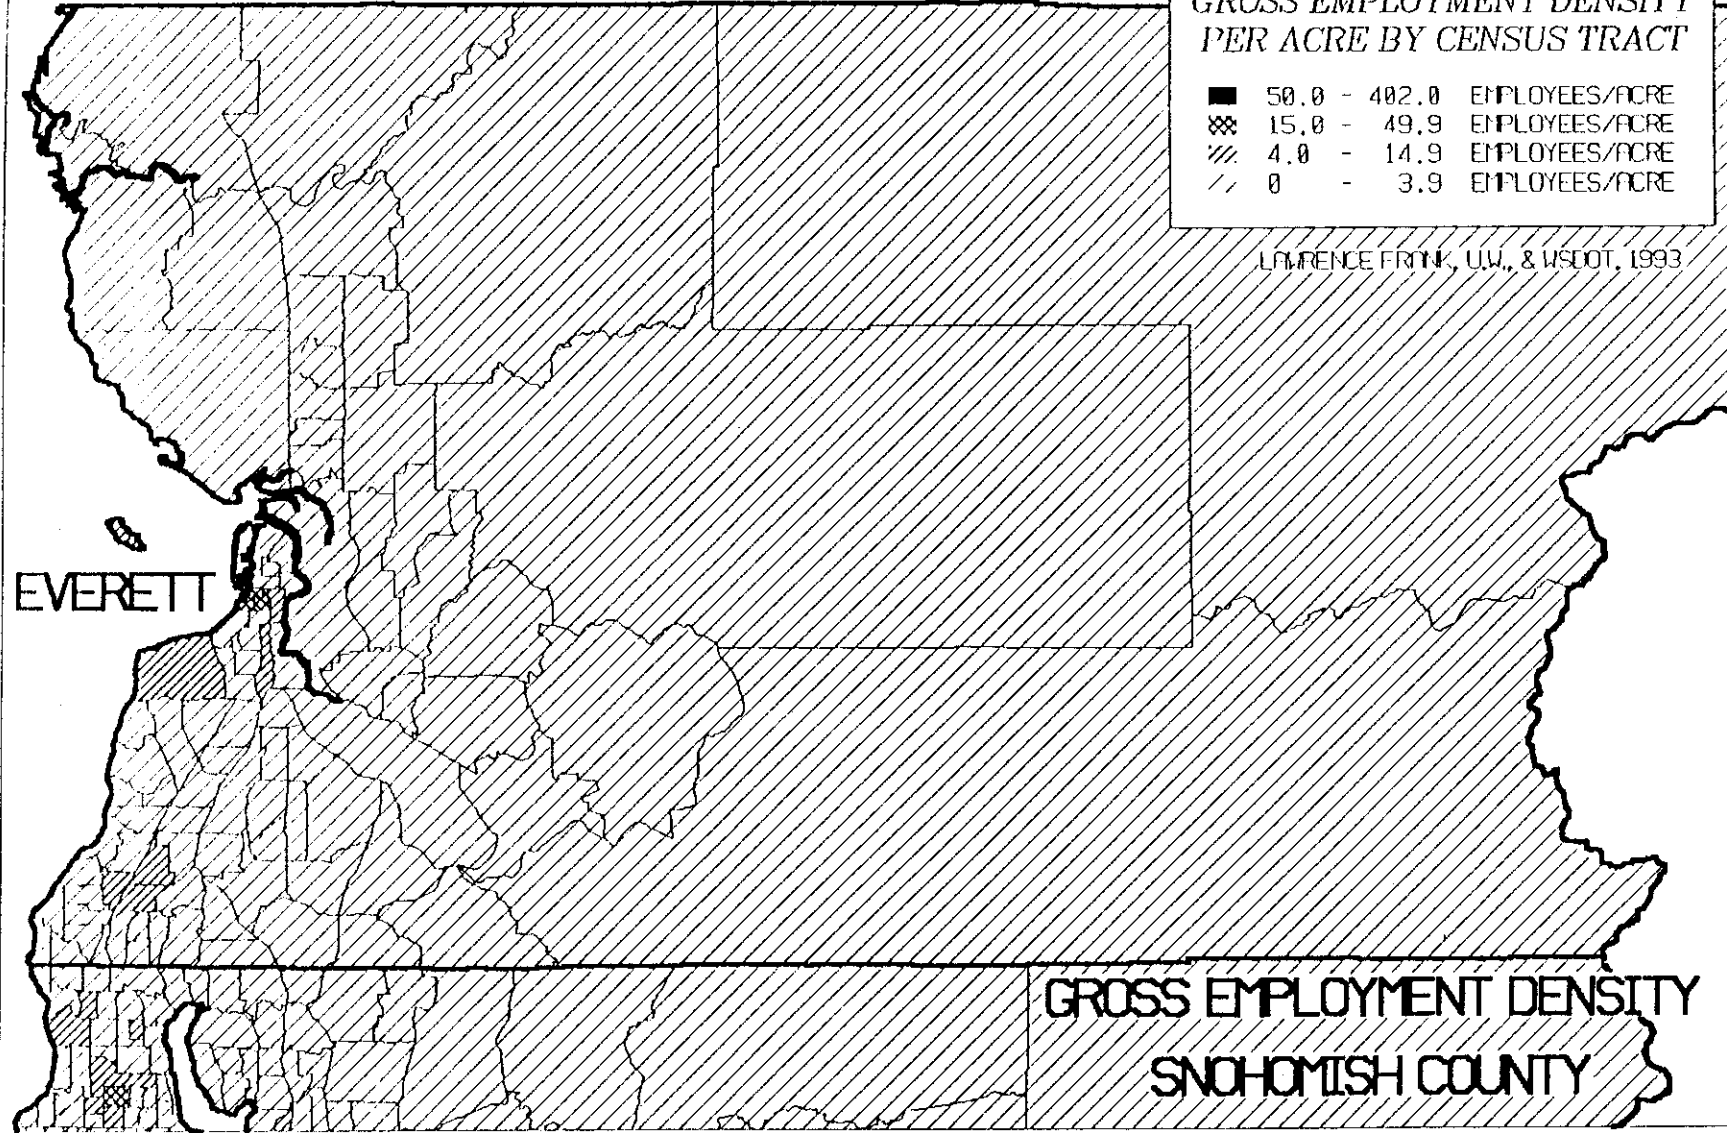 GROSS EMPLOYMENT DENSITY
PER ACRE BY CENSUS TRACT
50.0 - 402.0 EMPLOYEES/ACRE
15.0 - 49.9 EMPLOYEES/ACRE
4.0 - 14.9 EMPLOYEES/ACRE
0 - 3.9 EMPLOYEES/ACRE
LAWRENCE FRANK, U.W., & WSDOT, 1993
EVERETT
GROSS EMPLOYMENT DENSITY
SNOHOMISH COUNTY